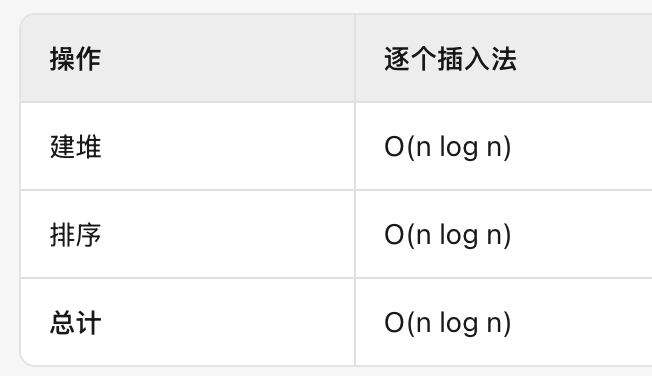 操作 逐个插入法
建堆 O(n log n)
排序 O(n log n)
总计 O(n log n)